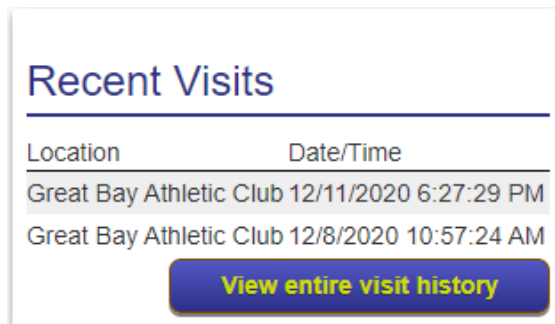 Recent Visits
Location Date/Time
Great Bay Athletic Club 12/11/2020 6:27:29 PM
Great Bay Athletic Club 12/8/2020 10:57:24 AM
View entire visit history